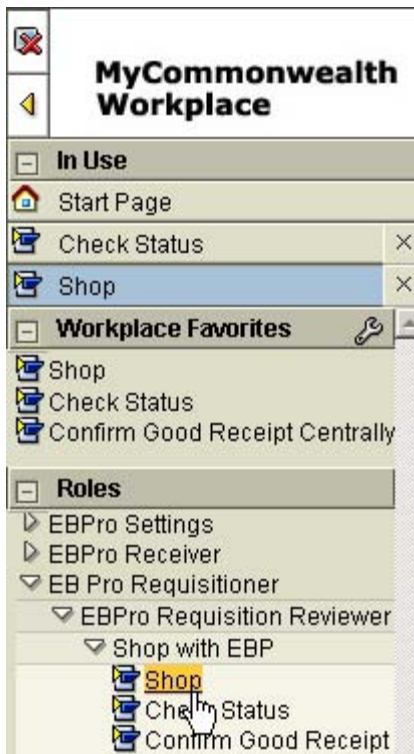 MyCommonwealth
Workplace
In Use
Start Page
Check Status
Shop
Workplace Favorites
Shop
Check Status
Confirm Good Receipt Centrally
Roles
EBPro Settings
EBPro Receiver
EB Pro Requisitioner
EBPro Requisition Reviewer
Shop with EBP
Shop
Check Status
Confirm Good Receipt